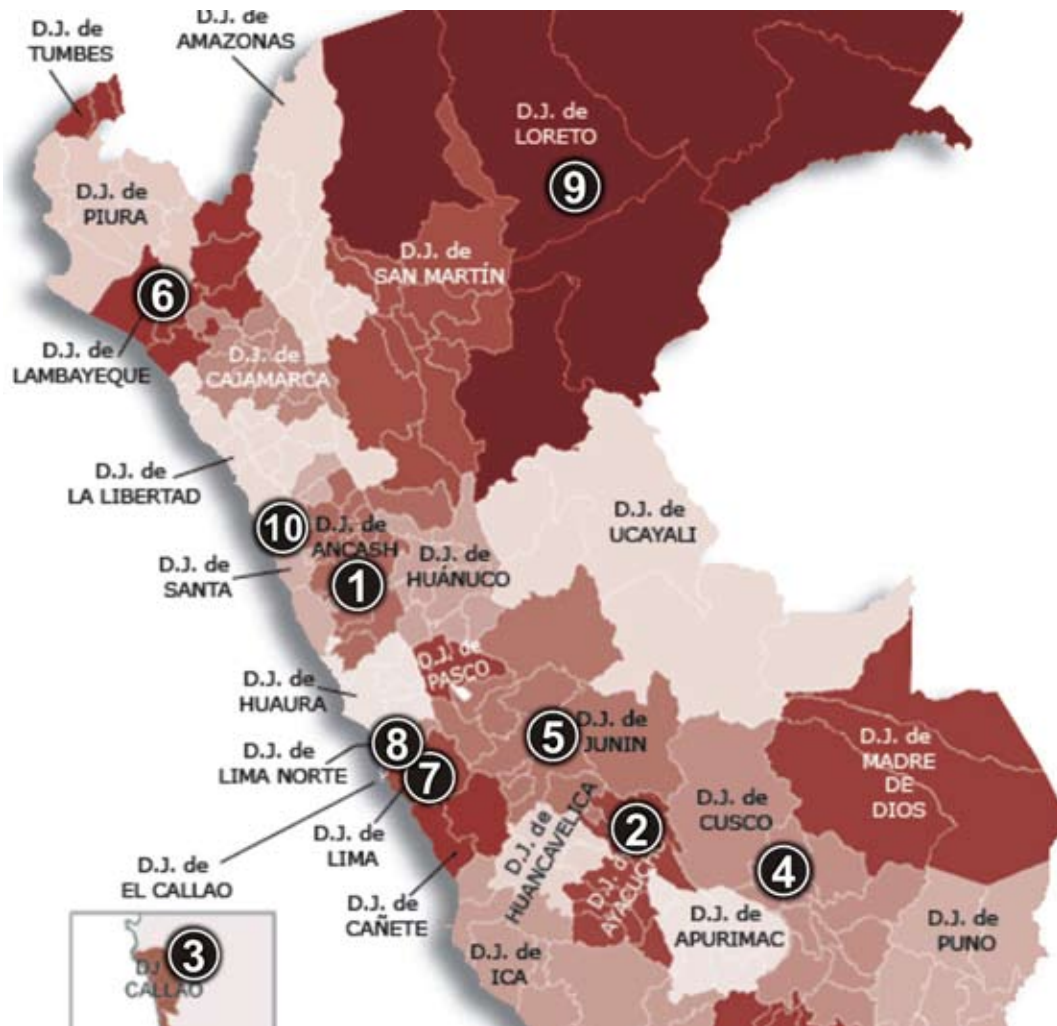 D.J. de
TUMBES
D.J. de
AMAZONAS
D.J. de
LORETO
9
D.J. de
PIURA
D.J. de
SAN MARTÍN
6
D.J. de
LAMBAYEQUE
D.J. de
CAJAMARCA
D.J. de
LA LIBERTAD
10
D.J. de
ANCASH
D.J. de
HUÁNUCO
D.J. de
UCAYALI
D.J. de
SANTA
1
D.J. de
PASCO
D.J. de
HUAURA
8
5
D.J. de
JUNIN
D.J. de
MADRE
DE
DIOS
D.J. de
LIMA NORTE
7
D.J. de
CUSCO
D.J. de
LIMA
D.J. de
HUANCAVELICA
2
4
D.J. de
EL CALLAO
D.J. de
CAÑETE
D.J. de
APURIMAC
D.J. de
PUNO
D.J. de
ICA
3
CALLAO